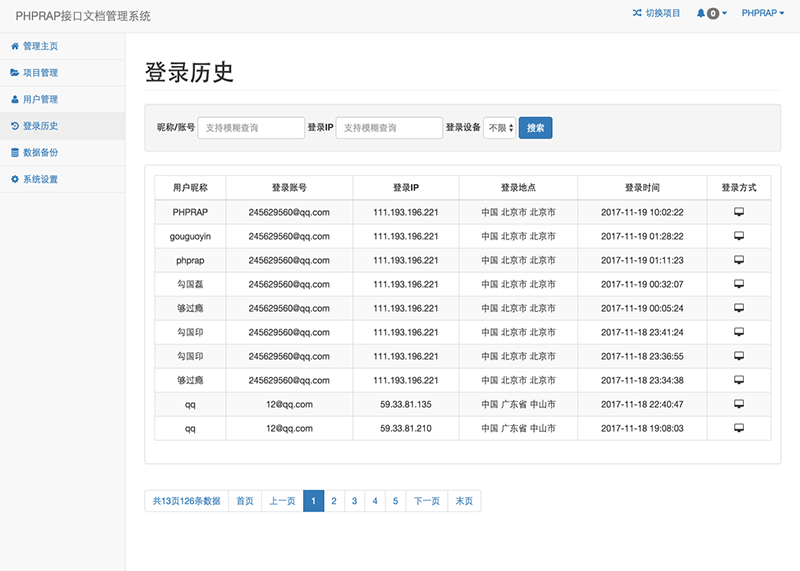 PHPRAP接口文档管理系统 切换项目 0 PHPRAP
管理主页
项目管理
用户管理
登录历史
数据备份
系统设置
登录历史
昵称/账号 支持模糊查询 登录IP 支持模糊查询 登录设备 不限 搜索
用户昵称 登录账号 登录IP 登录地点 登录时间 登录方式
PHPRAP 245629560@qq.com 111.193.196.221 中国 北京市 北京市 2017-11-19 10:02:22
gouguoyin 245629560@qq.com 111.193.196.221 中国 北京市 北京市 2017-11-19 01:28:22
phprap 245629560@qq.com 111.193.196.221 中国 北京市 北京市 2017-11-19 01:11:23
勾国磊 245629560@qq.com 111.193.196.221 中国 北京市 北京市 2017-11-19 00:32:07
够过瘾 245629560@qq.com 111.193.196.221 中国 北京市 北京市 2017-11-19 00:05:24
勾国印 245629560@qq.com 111.193.196.221 中国 北京市 北京市 2017-11-18 23:41:24
勾国印 245629560@qq.com 111.193.196.221 中国 北京市 北京市 2017-11-18 23:36:55
够过瘾 245629560@qq.com 111.193.196.221 中国 北京市 北京市 2017-11-18 23:34:38
qq 12@qq.com 59.33.81.135 中国 广东省 中山市 2017-11-18 22:40:47
qq 12@qq.com 59.33.81.210 中国 广东省 中山市 2017-11-18 19:08:03
共13页126条数据 首页 上一页 1 2 3 4 5 下一页 末页